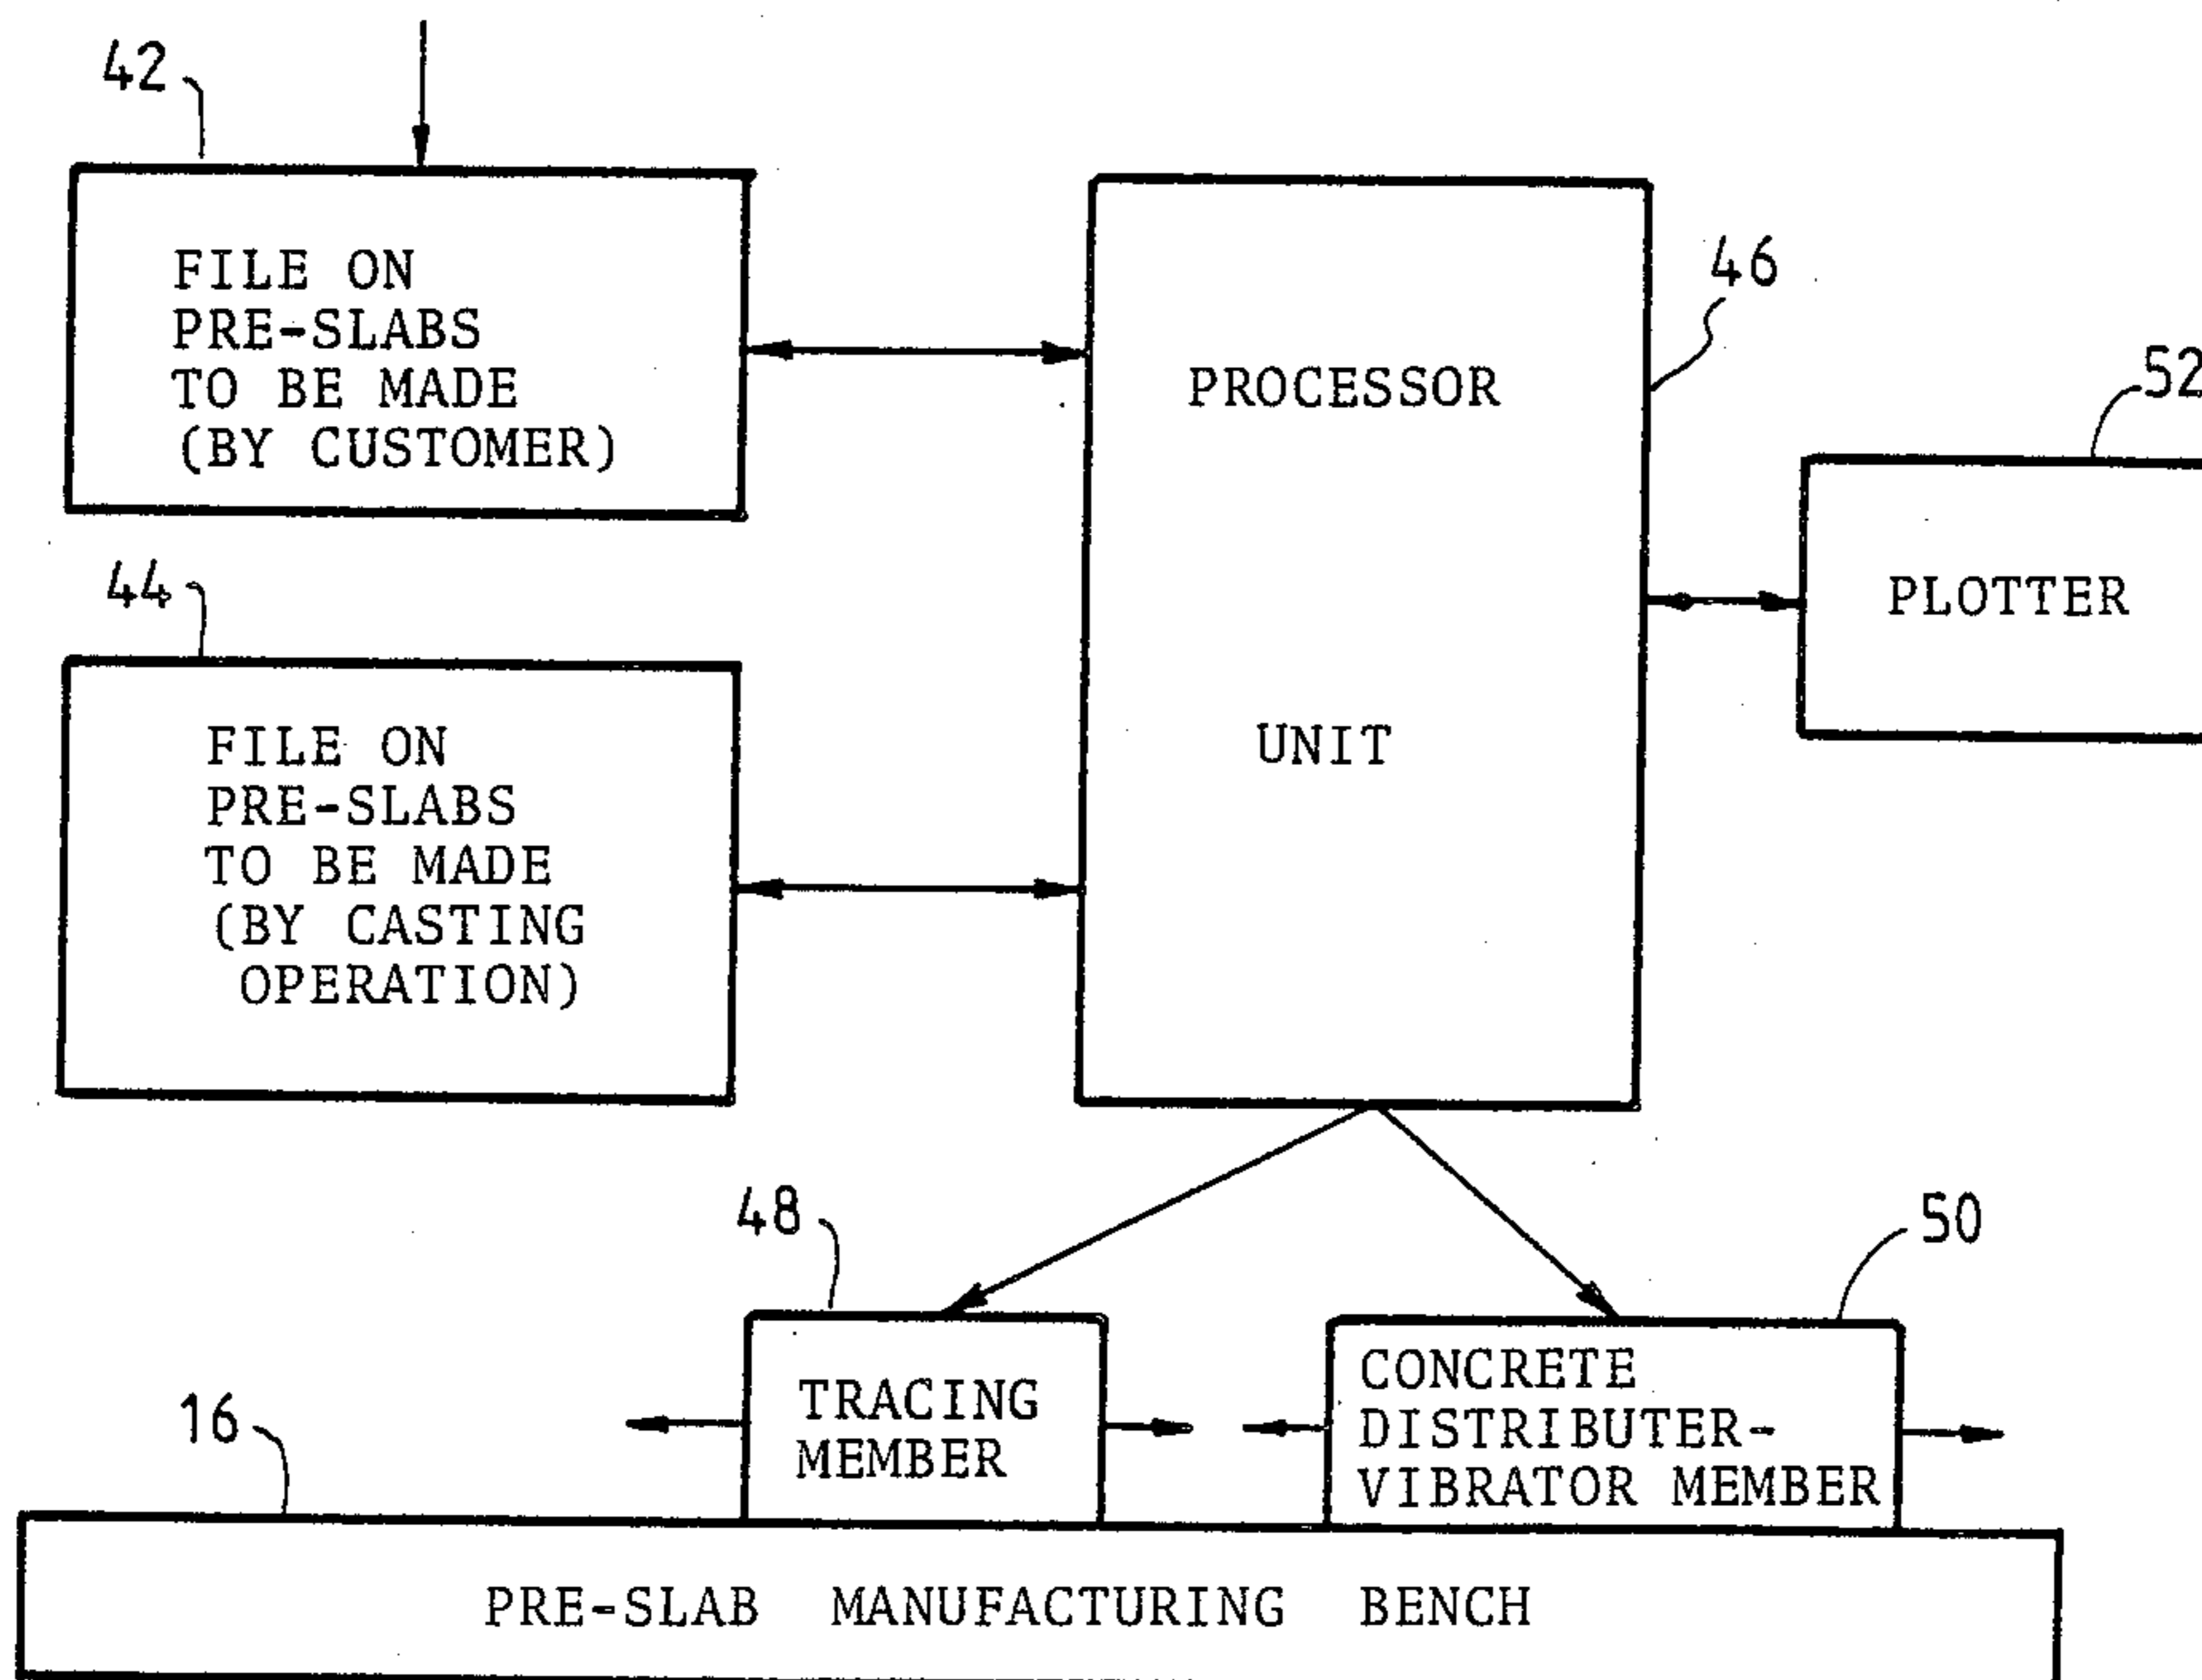 42
FILE ON
PRE-SLABS
TO BE MADE
(BY CUSTOMER)
44
FILE ON
PRE-SLABS
TO BE MADE
(BY CASTING
OPERATION)
PROCESSOR
UNIT
46
52
PLOTTER
48
TRACING
MEMBER
50
CONCRETE
DISTRIBUTER-
VIBRATOR MEMBER
16
PRE-SLAB MANUFACTURING BENCH